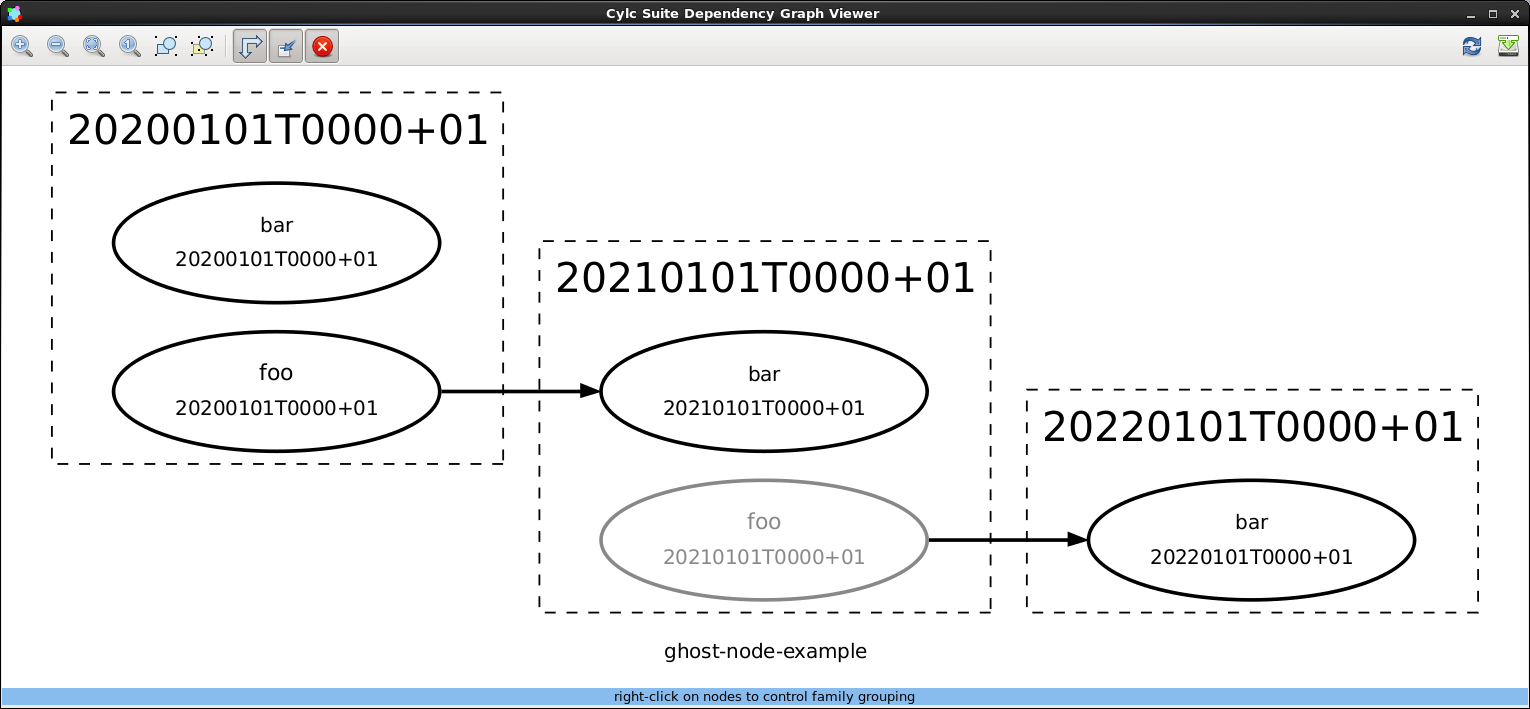 Cylc Suite Dependency Graph Viewer
20200101T0000+01
bar
20200101T0000+01
foo
20200101T0000+01
20210101T0000+01
bar
20210101T0000+01
foo
20210101T0000+01
20220101T0000+01
bar
20220101T0000+01
ghost-node-example
right-click on nodes to control family grouping